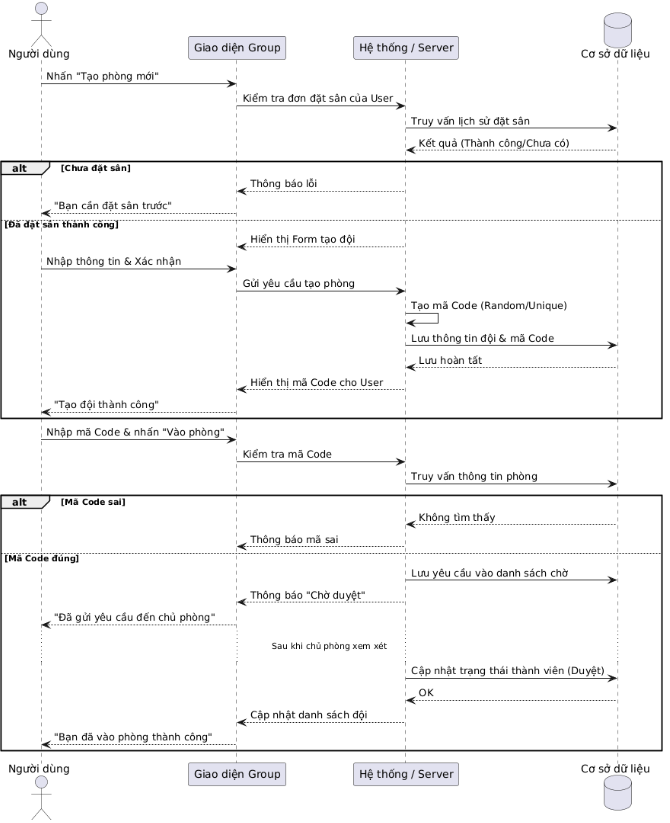 Người dùng
Giao diện Group
Hệ thống / Server
Cơ sở dữ liệu
Nhấn "Tạo phòng mới"
Kiểm tra đơn đặt sân của User
Truy vấn lịch sử đặt sân
Kết quả (Thành công/Chưa có)
alt [Chưa đặt sân]
Thông báo lỗi
"Bạn cần đặt sân trước"
[Đã đặt sân thành công]
Hiển thị Form tạo đội
Nhập thông tin & Xác nhận
Gửi yêu cầu tạo phòng
Tạo mã Code (Random/Unique)
Lưu thông tin đội & mã Code
Lưu hoàn tất
Hiển thị mã Code cho User
"Tạo đội thành công"
Nhập mã Code & nhấn "Vào phòng"
Kiểm tra mã Code
Truy vấn thông tin phòng
alt [Mã Code sai]
Không tìm thấy
Thông báo mã sai
[Mã Code đúng]
Lưu yêu cầu vào danh sách chờ
Thông báo "Chờ duyệt"
"Đã gửi yêu cầu đến chủ phòng"
Sau khi chủ phòng xem xét
Cập nhật trạng thái thành viên (Duyệt)
OK
Cập nhật danh sách đội
"Bạn đã vào phòng thành công"
Người dùng
Giao diện Group
Hệ thống / Server
Cơ sở dữ liệu